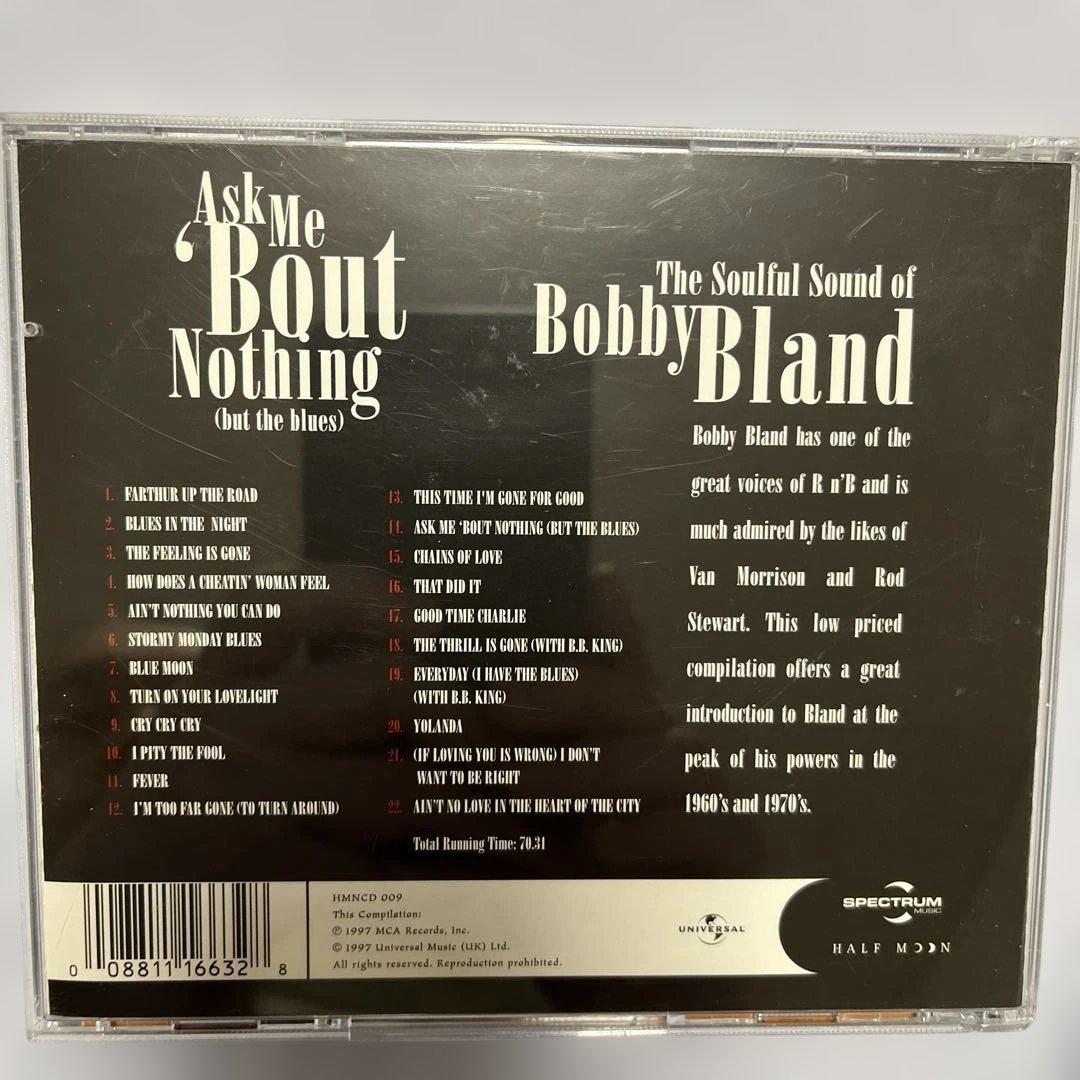 Ask Me
‘Bout
Nothing
(but the blues)
The Soulful Sound of
Bobby Bland
Bobby Bland has one of the
great voices of R n'B and is
much admired by the likes of
Van Morrison and Rod
Stewart. This low priced
compilation offers a great
introduction to Bland at the
peak of his powers in the
1960's and 1970's.
1. FARTHUR UP THE ROAD
2. BLUES IN THE NIGHT
3. THE FEELING IS GONE
4. HOW DOES A CHEATIN' WOMAN FEEL
5. AIN'T NOTHING YOU CAN DO
6. STORMY MONDAY BLUES
7. BLUE MOON
8. TURN ON YOUR LOVELIGHT
9. CRY CRY CRY
10. I PITY THE FOOL
11. FEVER
12. I'M TOO FAR GONE (TO TURN AROUND)
13. THIS TIME I'M GONE FOR GOOD
14. ASK ME ‘BOUT NOTHING (BUT THE BLUES)
15. CHAINS OF LOVE
16. THAT DID IT
17. GOOD TIME CHARLIE
18. THE THRILL IS GONE (WITH B.B. KING)
19. EVERYDAY (I HAVE THE BLUES)
(WITH B.B. KING)
20. YOLANDA
21. (IF LOVING YOU IS WRONG) I DON'T
WANT TO BE RIGHT
22. AIN'T NO LOVE IN THE HEART OF THE CITY
Total Running Time: 70.31
0 08811 16632 8
HMNCD 009
This Compilation:
℗ 1997 MCA Records, Inc.
© 1997 Universal Music (UK) Ltd.
All rights reserved. Reproduction prohibited.
UNIVERSAL
SPECTRUM
MUSIC
HALF MOON